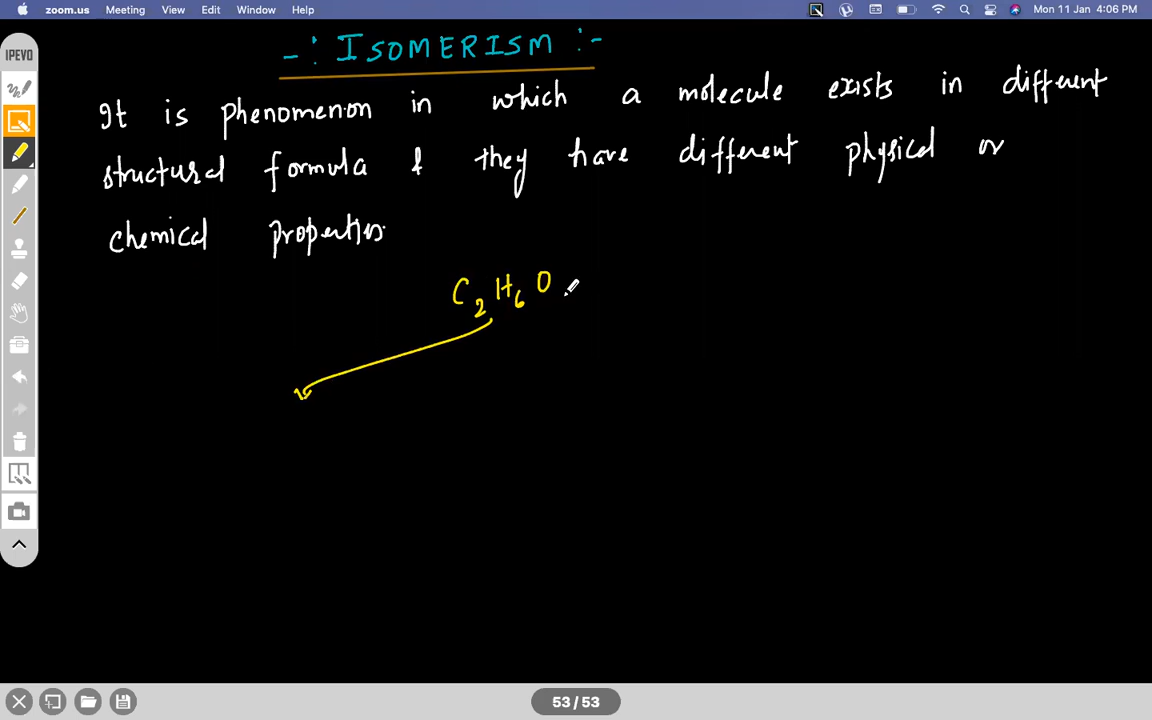 zoom.us Meeting View Edit Window Help Mon 11 Jan 4:06 PM
IPEVO
-: ISOMERISM :-
It is phenomenon in which a molecule exists in different
structural formula & they have different physical or
chemical properties.
C2H6O
53/53